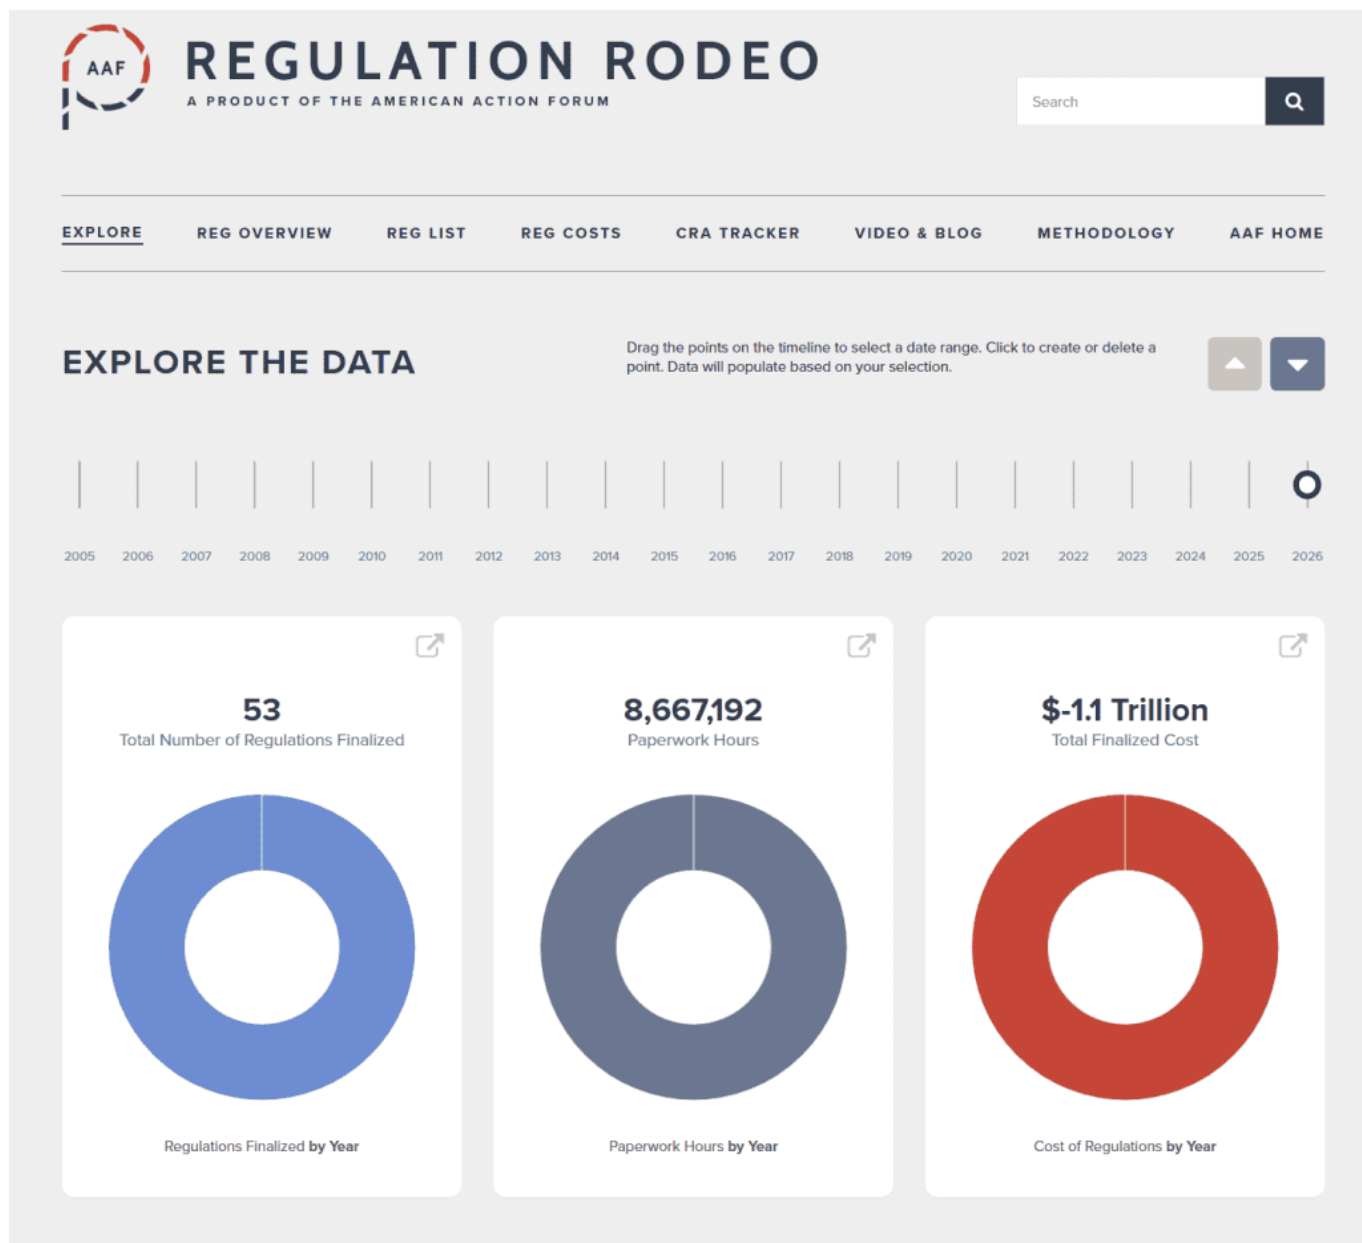 AAF
REGULATION RODEO
A PRODUCT OF THE AMERICAN ACTION FORUM
Search
EXPLORE REG OVERVIEW REG LIST REG COSTS CRA TRACKER VIDEO & BLOG METHODOLOGY AAF HOME
EXPLORE THE DATA
Drag the points on the timeline to select a date range. Click to create or delete a
point. Data will populate based on your selection.
2005 2006 2007 2008 2009 2010 2011 2012 2013 2014 2015 2016 2017 2018 2019 2020 2021 2022 2023 2024 2025 2026
53
Total Number of Regulations Finalized
Regulations Finalized by Year
8,667,192
Paperwork Hours
Paperwork Hours by Year
$-1.1 Trillion
Total Finalized Cost
Cost of Regulations by Year